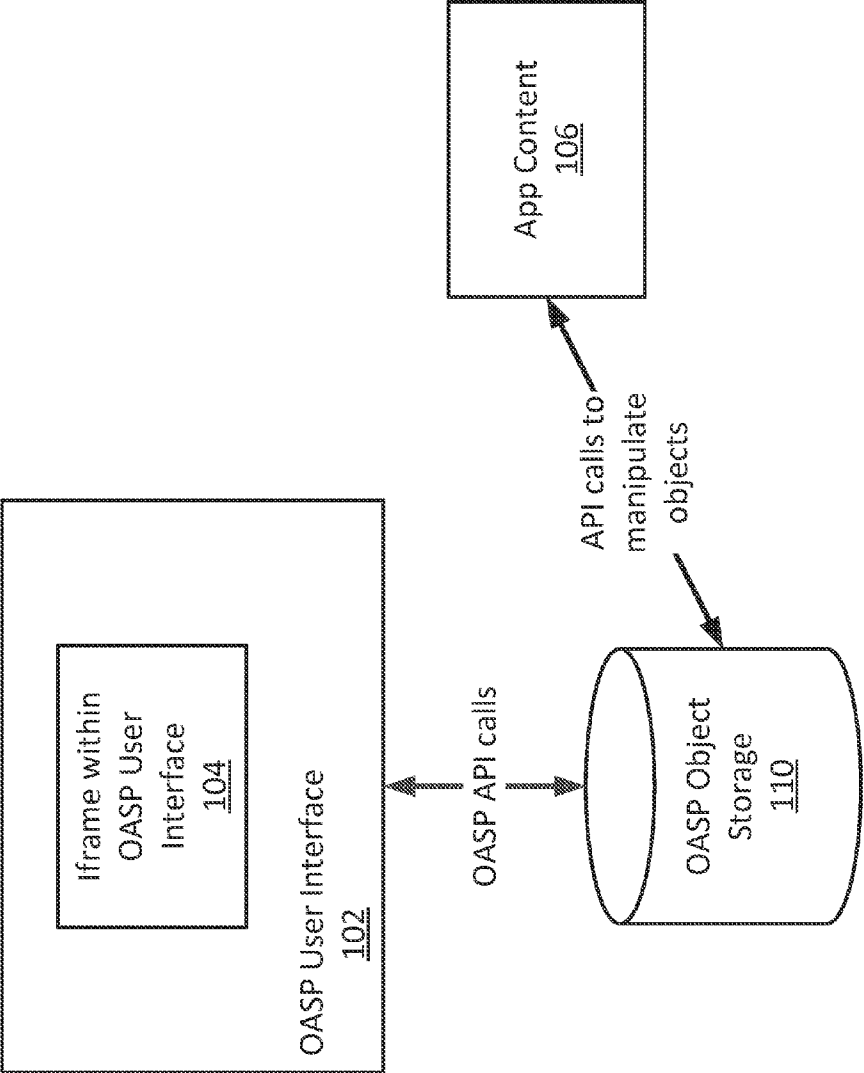 Iframe within
OASP User
Interface
104
OASP User Interface
102
OASP API calls
OASP Object
Storage
110
API calls to
manipulate
objects
App Content
106